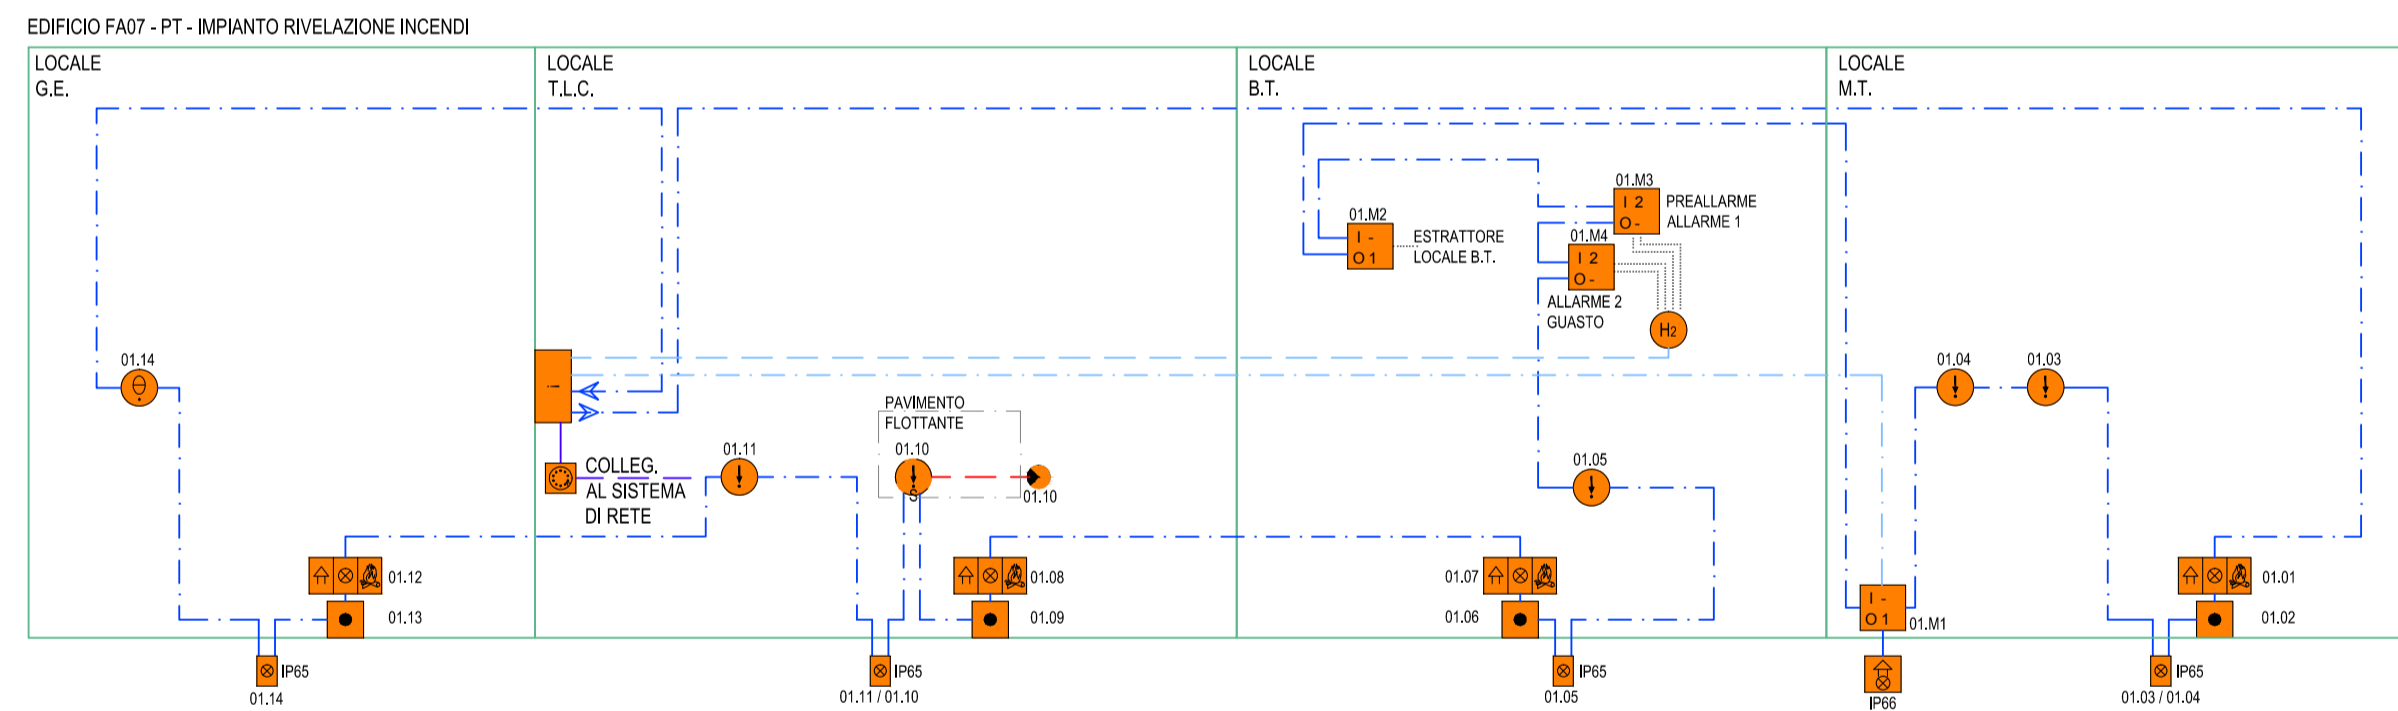 EDIFICIO FA07 - PT - IMPIANTO RIVELAZIONE INCENDI
LOCALE
G.E.
LOCALE
T.L.C.
LOCALE
B.T.
LOCALE
M.T.
01.14
01.12
01.13
IP65
01.14
!
COLLEG.
AL SISTEMA
DI RETE
01.11
PAVIMENTO
FLOTTANTE
01.10
S
01.10
01.08
01.09
IP65
01.11 / 01.10
01.M2
I -
O 1
ESTRATTORE
LOCALE B.T.
01.M3
I 2
O -
PREALLARME
ALLARME 1
01.M4
I 2
O -
ALLARME 2
GUASTO
H2
01.05
01.07
01.06
IP65
01.05
01.04
01.03
I -
O 1
01.M1
IP66
01.01
01.02
IP65
01.03 / 01.04